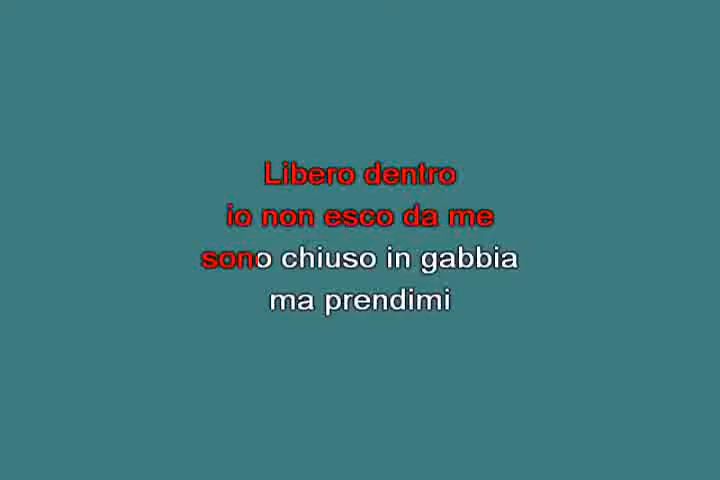 Libero dentro
io non esco da me
sono chiuso in gabbia
ma prendimi